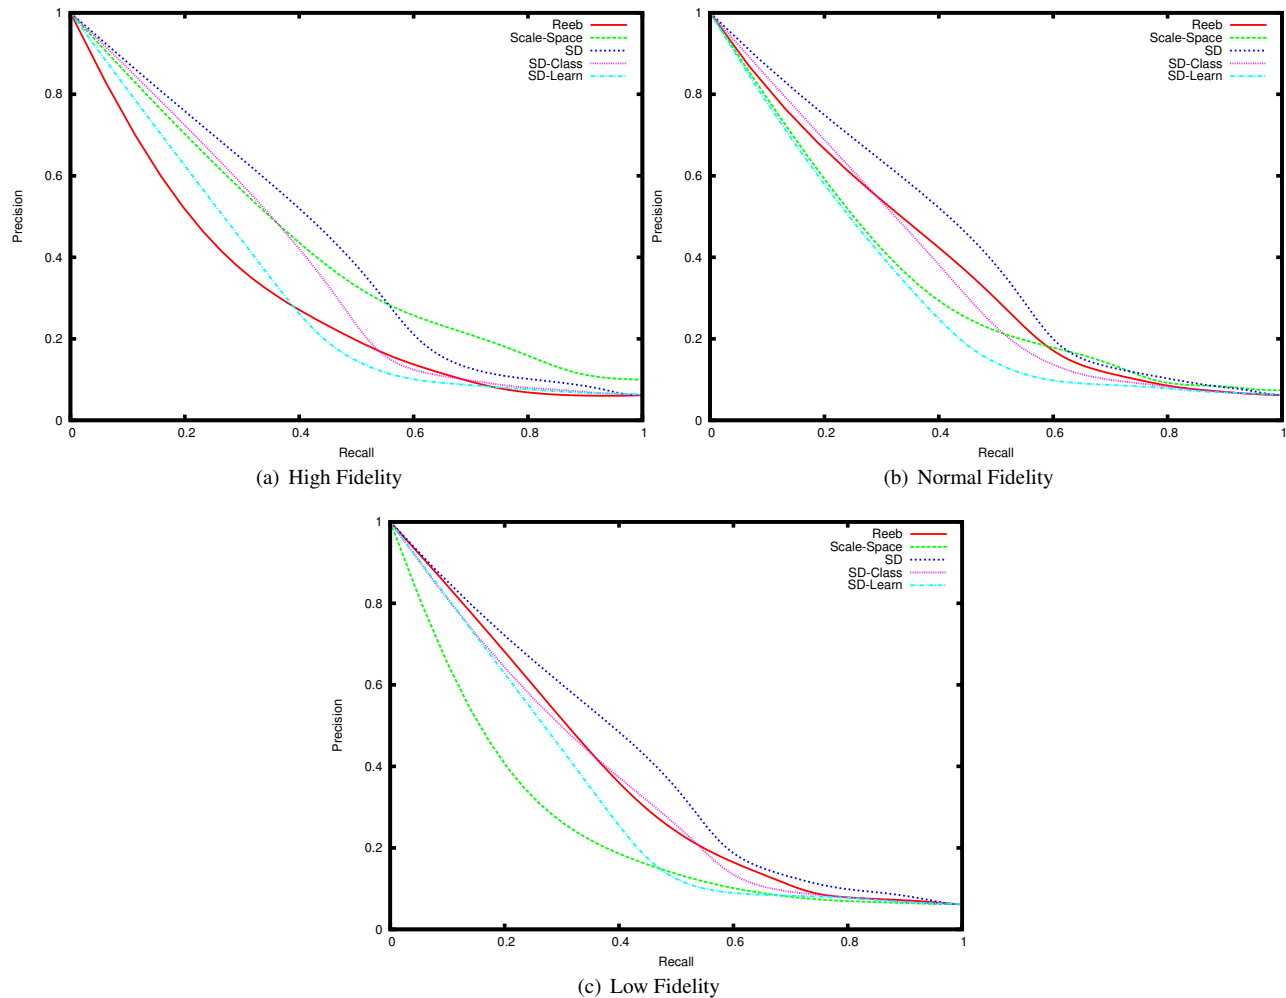 1
0.8
0.6
0.4
0.2
0
0 0.2 0.4 0.6 0.8 1
Precision
Recall
Reeb
Scale-Space
SD
SD-Class
SD-Learn
(a) High Fidelity
1
0.8
0.6
0.4
0.2
0
0 0.2 0.4 0.6 0.8 1
Precision
Recall
Reeb
Scale-Space
SD
SD-Class
SD-Learn
(b) Normal Fidelity
1
0.8
0.6
0.4
0.2
0
0 0.2 0.4 0.6 0.8 1
Precision
Recall
Reeb
Scale-Space
SD
SD-Class
SD-Learn
(c) Low Fidelity